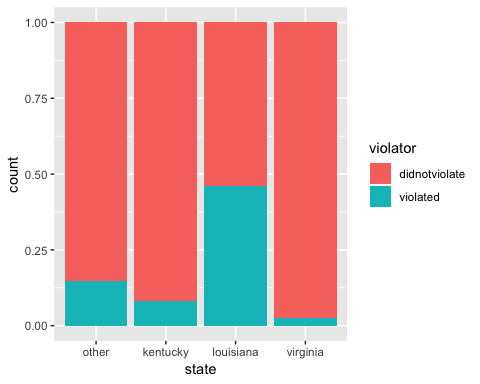 1.00
0.75
0.50
0.25
0.00
count
other kentucky louisiana virginia
state
violator
didnotviolate
violated